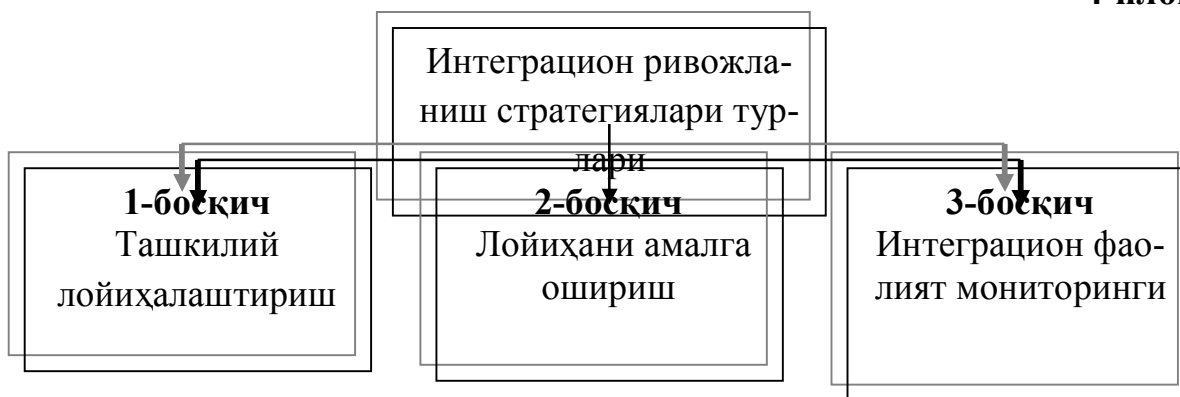 Интеграцион ривожла-
ниш стратегиялари тур-
лари
1-босқич
Ташкилий
лойиҳалаштириш
2-босқич
Лойиҳани амалга
ошириш
3-босқич
Интеграцион фао-
лият мониторинги